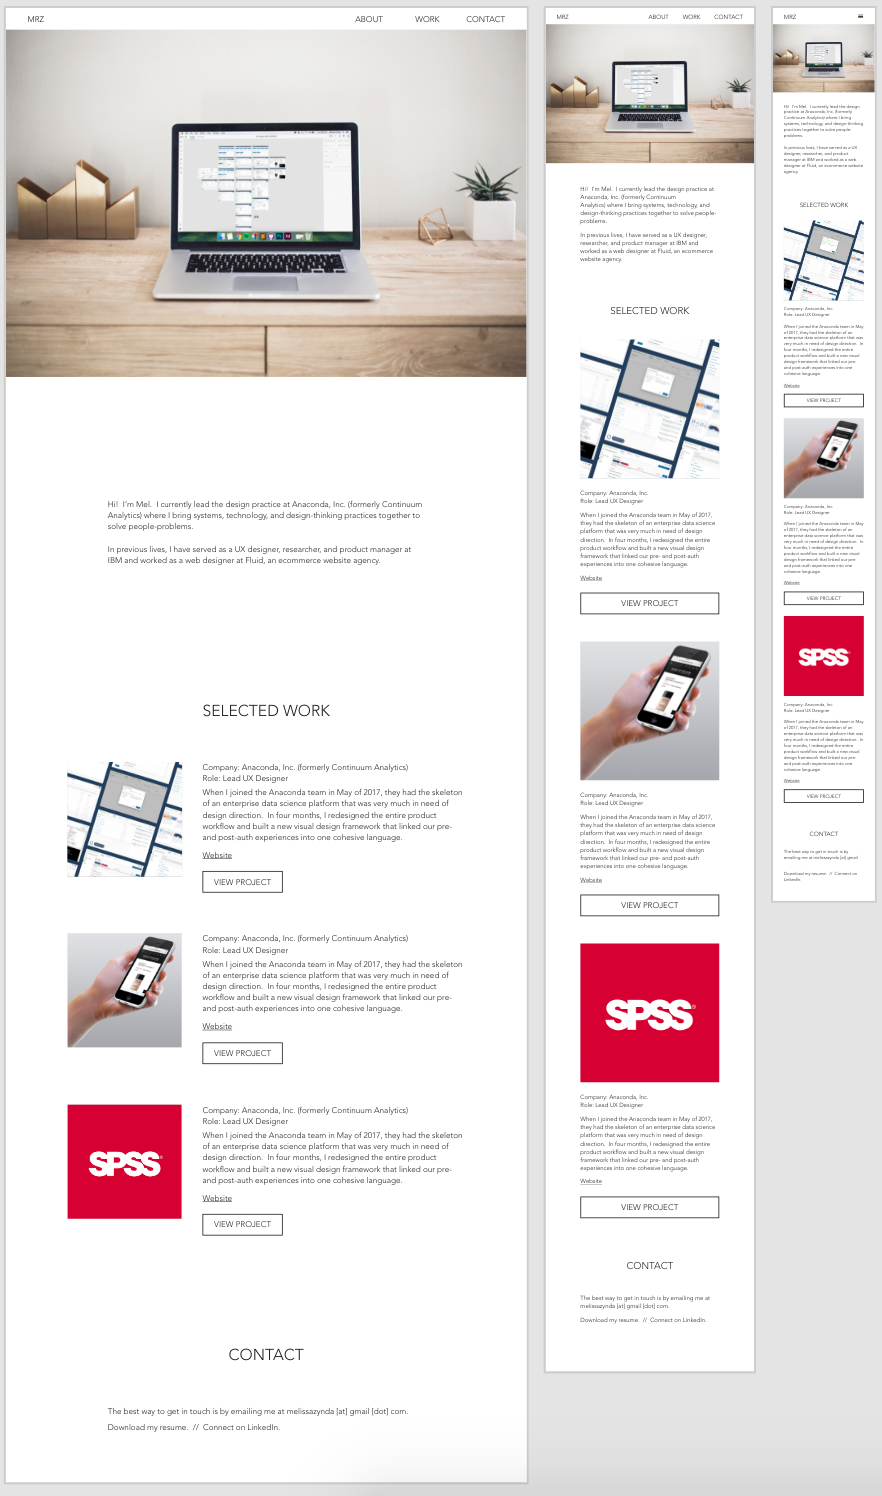 MRZ
ABOUT WORK CONTACT
Hi!  I'm Mel.  I currently lead the design practice at Anaconda, Inc. (formerly Continuum
Analytics) where I bring systems, technology, and design-thinking practices together to
solve people-problems.
In previous lives, I have served as a UX designer, researcher, and product manager at
IBM and worked as a web designer at Fluid, an ecommerce website agency.
SELECTED WORK
Company: Anaconda, Inc. (formerly Continuum Analytics)
Role: Lead UX Designer
When I joined the Anaconda team in May of 2017, they had the skeleton
of an enterprise data science platform that was very much in need of
design direction.  In four months, I redesigned the entire product
workflow and built a new visual design framework that linked our pre-
and post-auth experiences into one cohesive language.
Website
VIEW PROJECT
Company: Anaconda, Inc. (formerly Continuum Analytics)
Role: Lead UX Designer
When I joined the Anaconda team in May of 2017, they had the skeleton
of an enterprise data science platform that was very much in need of
design direction.  In four months, I redesigned the entire product
workflow and built a new visual design framework that linked our pre-
and post-auth experiences into one cohesive language.
Website
VIEW PROJECT
SPSS®
Company: Anaconda, Inc. (formerly Continuum Analytics)
Role: Lead UX Designer
When I joined the Anaconda team in May of 2017, they had the skeleton
of an enterprise data science platform that was very much in need of
design direction.  In four months, I redesigned the entire product
workflow and built a new visual design framework that linked our pre-
and post-auth experiences into one cohesive language.
Website
VIEW PROJECT
CONTACT
The best way to get in touch is by emailing me at melissazynda [at] gmail [dot] com.
Download my resume.  //  Connect on LinkedIn.
MRZ
ABOUT WORK CONTACT
Hi!  I'm Mel.  I currently lead the design practice at
Anaconda, Inc. (formerly Continuum
Analytics) where I bring systems, technology, and
design-thinking practices together to solve people-
problems.
In previous lives, I have served as a UX designer,
researcher, and product manager at IBM and
worked as a web designer at Fluid, an ecommerce
website agency.
SELECTED WORK
Company: Anaconda, Inc.
Role: Lead UX Designer
When I joined the Anaconda team in May of 2017,
they had the skeleton of an enterprise data science
platform that was very much in need of design
direction.  In four months, I redesigned the entire
product workflow and built a new visual design
framework that linked our pre- and post-auth
experiences into one cohesive language.
Website
VIEW PROJECT
Company: Anaconda, Inc.
Role: Lead UX Designer
When I joined the Anaconda team in May of 2017,
they had the skeleton of an enterprise data science
platform that was very much in need of design
direction.  In four months, I redesigned the entire
product workflow and built a new visual design
framework that linked our pre- and post-auth
experiences into one cohesive language.
Website
VIEW PROJECT
SPSS®
Company: Anaconda, Inc.
Role: Lead UX Designer
When I joined the Anaconda team in May of 2017,
they had the skeleton of an enterprise data science
platform that was very much in need of design
direction.  In four months, I redesigned the entire
product workflow and built a new visual design
framework that linked our pre- and post-auth
experiences into one cohesive language.
Website
VIEW PROJECT
CONTACT
The best way to get in touch is by emailing me at
melissazynda [at] gmail [dot] com.
Download my resume.  //  Connect on LinkedIn.
MRZ
Hi!  I'm Mel.  I currently lead the design
practice at Anaconda, Inc. (formerly
Continuum Analytics) where I bring
systems, technology, and design-thinking
practices together to solve people-
problems.
In previous lives, I have served as a UX
designer, researcher, and product
manager at IBM and worked as a web
designer at Fluid, an ecommerce website
agency.
SELECTED WORK
Company: Anaconda, Inc
Role: Lead UX Designer
When I joined the Anaconda team in May
of 2017, they had the skeleton of an
enterprise data science platform that was
very much in need of design direction.  In
four months, I redesigned the entire
product workflow and built a new visual
design framework that linked our pre-
and post-auth experiences into one
cohesive language.
Website
VIEW PROJECT
Company: Anaconda, Inc
Role: Lead UX Designer
When I joined the Anaconda team in May
of 2017, they had the skeleton of an
enterprise data science platform that was
very much in need of design direction.  In
four months, I redesigned the entire
product workflow and built a new visual
design framework that linked our pre-
and post-auth experiences into one
cohesive language.
Website
VIEW PROJECT
SPSS
Company: Anaconda, Inc
Role: Lead UX Designer
When I joined the Anaconda team in May
of 2017, they had the skeleton of an
enterprise data science platform that was
very much in need of design direction.  In
four months, I redesigned the entire
product workflow and built a new visual
design framework that linked our pre-
and post-auth experiences into one
cohesive language.
Website
VIEW PROJECT
CONTACT
The best way to get in touch is by
emailing me at melissazynda [at] gmail
Download my resume.  //  Connect on
LinkedIn.